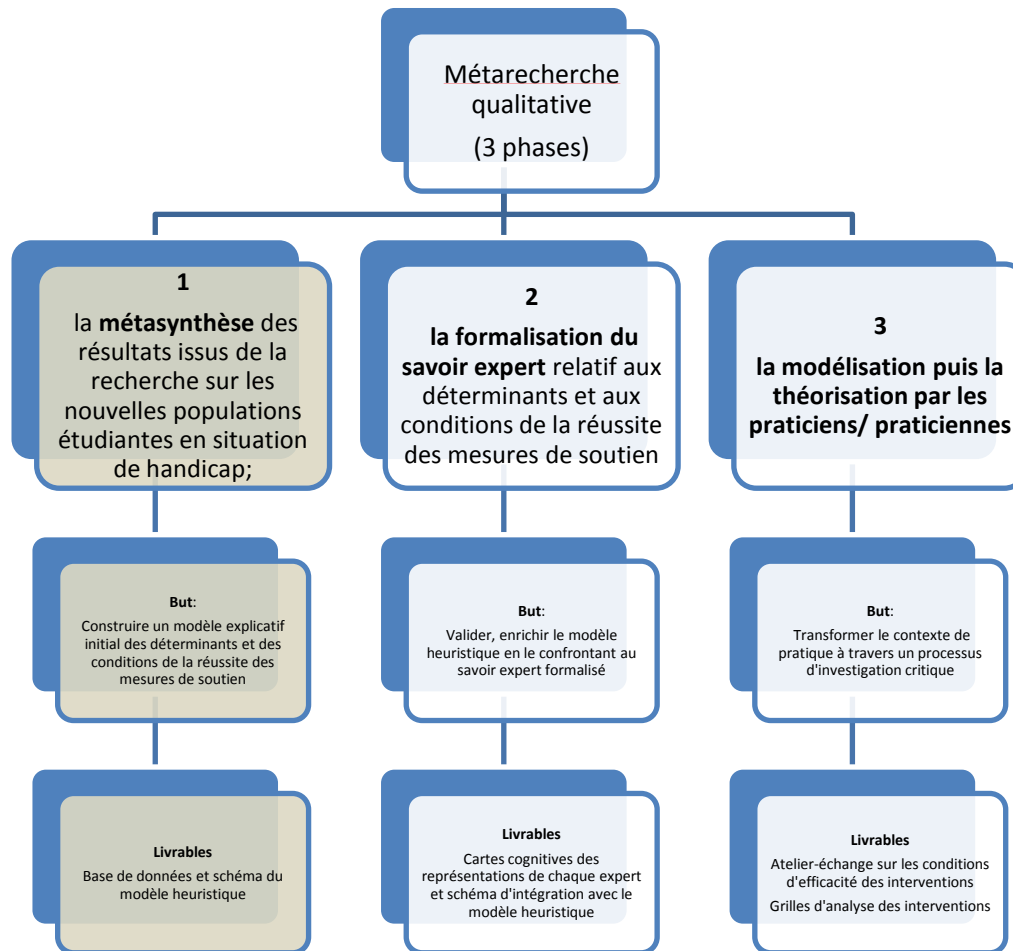 Métarecherche
qualitative
(3 phases)
1
la métasynthèse des
résultats issus de la
recherche sur les
nouvelles populations
étudiantes en situation
de handicap;
2
la formalisation du
savoir expert relatif aux
déterminants et aux
conditions de la réussite
des mesures de soutien
3
la modélisation puis la
théorisation par les
praticiens/ praticiennes
But:
Construire un modèle explicatif
initial des déterminants et des
conditions de la réussite des
mesures de soutien
But:
Valider, enrichir le modèle
heuristique en le confrontant au
savoir expert formalisé
But:
Transformer le contexte de
pratique à travers un processus
d'investigation critique
Livrables
Base de données et schéma du
modèle heuristique
Livrables
Cartes cognitives des
représentations de chaque expert
et schéma d'intégration avec le
modèle heuristique
Livrables
Atelier-échange sur les conditions
d'efficacité des interventions
Grilles d'analyse des interventions